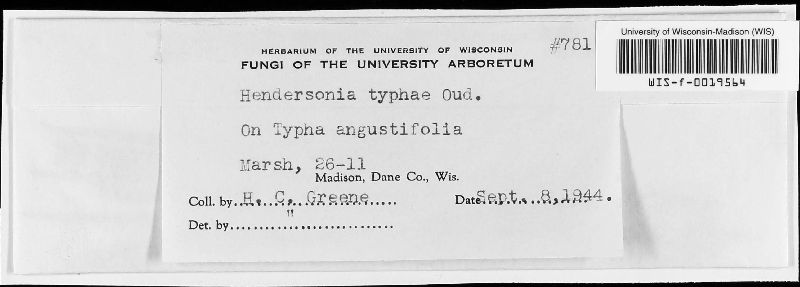 University of Wisconsin-Madison (WIS)
WIS-f-0019564
#781
HERBARIUM OF THE UNIVERSITY OF WISCONSIN
FUNGI OF THE UNIVERSITY ARBORETUM
Hendersonia typhae Oud.
On Typha angustifolia
Marsh, 26-11
Madison, Dane Co., Wis.
Coll. by H. C. Greene Date Sept. 8, 1944.
Det. by "